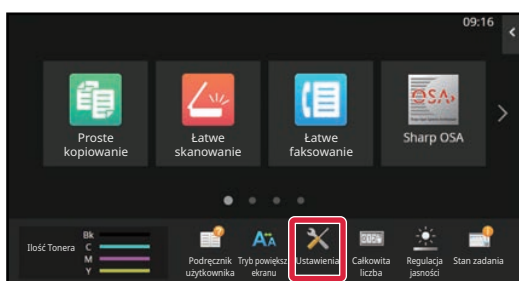 09:16
Proste
kopiowanie
Łatwe
skanowanie
Łatwe
faksowanie
Sharp OSA
Ilość Tonera
Bk
C
M
Y
Podręcznik
użytkownika
Tryb powiększ.
ekranu
Ustawienia
Całkowita
liczba
Regulacja
jasności
Stan zadania